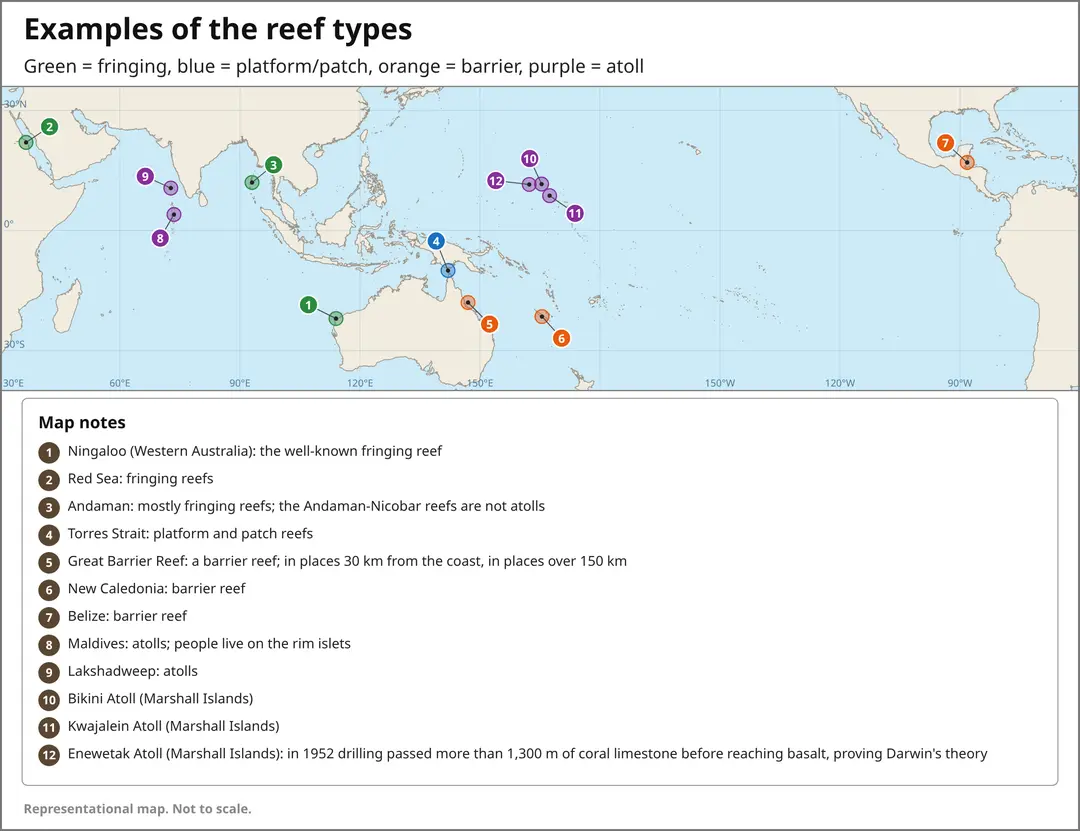 Examples of the reef types
Green = fringing, blue = platform/patch, orange = barrier, purple = atoll
30°N
2
7
3
10
9
12
11
0°
8
4
1
5
6
30°S
30°E
60°E
90°E
120°E
150°E
150°W
120°W
90°W
Map notes
1 Ningaloo (Western Australia): the well-known fringing reef
2 Red Sea: fringing reefs
3 Andaman: mostly fringing reefs; the Andaman-Nicobar reefs are not atolls
4 Torres Strait: platform and patch reefs
5 Great Barrier Reef: a barrier reef; in places 30 km from the coast, in places over 150 km
6 New Caledonia: barrier reef
7 Belize: barrier reef
8 Maldives: atolls; people live on the rim islets
9 Lakshadweep: atolls
10 Bikini Atoll (Marshall Islands)
11 Kwajalein Atoll (Marshall Islands)
12 Enewetak Atoll (Marshall Islands): in 1952 drilling passed more than 1,300 m of coral limestone before reaching basalt, proving Darwin's theory
Representational map. Not to scale.